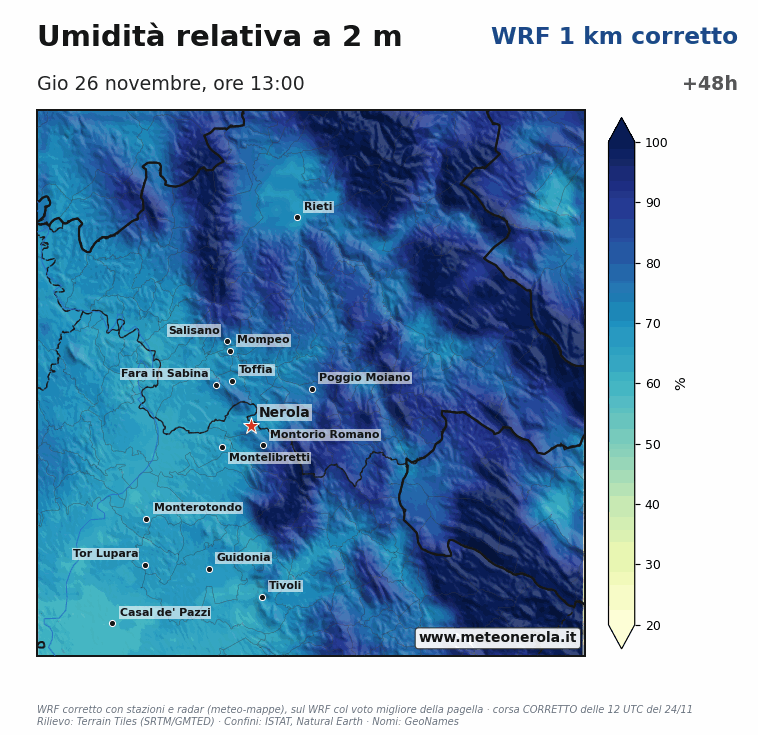 Umidità relativa a 2 m
WRF 1 km corretto
Gio 26 novembre, ore 13:00
+48h
Rieti
Salisano
Mompeo
Fara in Sabina
Toffia
Poggio Moiano
Nerola
Montorio Romano
Montelibretti
Monterotondo
Tor Lupara
Guidonia
Tivoli
Casal de' Pazzi
www.meteonerola.it
100
90
80
70
60
50
40
30
20
%
WRF corretto con stazioni e radar (meteo-mappe), sul WRF col voto migliore della pagella · corsa CORRETTO delle 12 UTC del 24/11
Rilievo: Terrain Tiles (SRTM/GMTED) · Confini: ISTAT, Natural Earth · Nomi: GeoNames